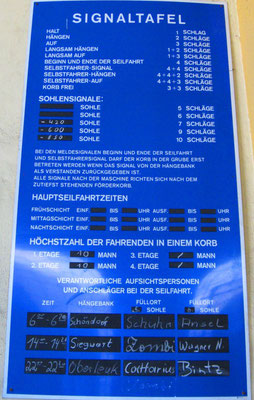 SIGNALTAFEL
HALT 1 SCHLAG
HÄNGEN 2 SCHLÄGE
AUF 3 SCHLÄGE
LANGSAM HÄNGEN 1+2 SCHLÄGE
LANGSAM AUF 1+3 SCHLÄGE
BEGINN UND ENDE DER SEILFAHRT 4 SCHLÄGE
SELBSTFAHRER-SIGNAL 4+4 SCHLÄGE
SELBSTFAHRER-HÄNGEN 4+4+2 SCHLÄGE
SELBSTFAHRER-AUF 4+4+3 SCHLÄGE
KORB FREI 3+3 SCHLÄGE
SOHLENSIGNALE:
SOHLE 5 SCHLÄGE
SOHLE 6 SCHLÄGE
SOHLE 7 SCHLÄGE
-600 SOHLE 8 SCHLÄGE
SOHLE 9 SCHLÄGE
SOHLE 10 SCHLÄGE
BEI DEN MELDESIGNALEN BEGINN UND ENDE DER SEILFAHRT
UND SELBSTFAHRERSIGNAL DARF DER KORB IN DER GRUBE ERST
BETRETEN WERDEN WENN DAS SIGNAL VON DER HÄNGEBANK
ALS VERSTANDEN ZURÜCKGEGEBEN IST.
ALLE SIGNALE NACH DER MASCHINE RICHTEN SICH NACH DEM
ZUTIEFST STEHENDEN FÖRDERKORB.
HAUPTSEILFAHRTZEITEN
FRÜHSCHICHT EINF. BIS UHR AUSF. BIS UHR
MITTAGSCHICHT EINF. BIS UHR AUSF. BIS UHR
NACHTSCHICHT EINF. BIS UHR AUSF. BIS UHR
HÖCHSTZAHL DER FAHRENDEN IN EINEM KORB
1. ETAGE 10 MANN 3. ETAGE / MANN
2. ETAGE 10 MANN 4. ETAGE / MANN
VERANTWORTLICHE AUFSICHTSPERSONEN
UND ANSCHLÄGER BEI DER SEILFAHRT.
ZEIT HÄNGEBANK FÜLLORT FÜLLORT
SOHLE SOHLE
Schöndorf Schuhn
Siegwart Zombi Wagner H.
Oberleuk Catharius Bintz